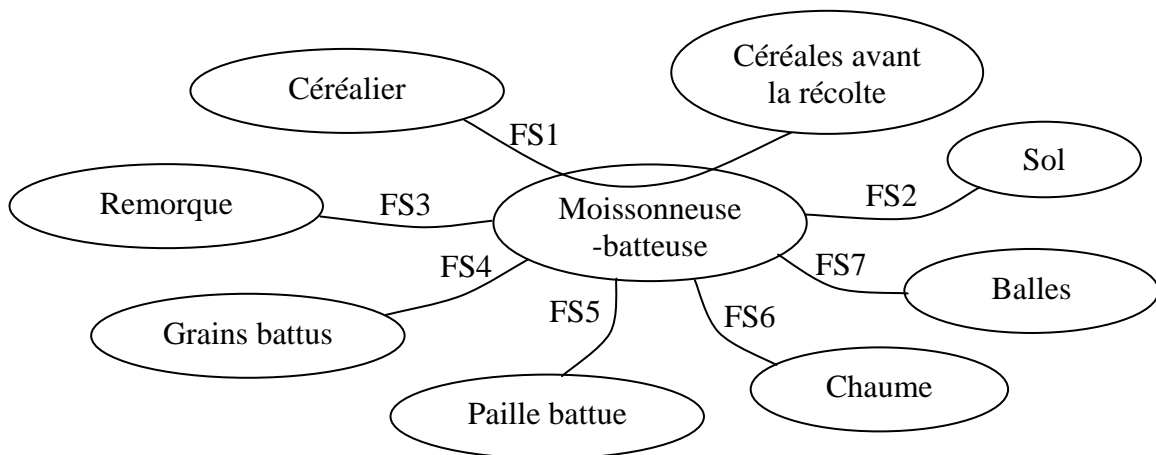 Céréalier
Céréales avant
la récolte
FS1
Sol
Remorque
FS3
Moissonneuse
-batteuse
FS2
FS4
FS7
Balles
Grains battus
FS5
FS6
Paille battue
Chaume